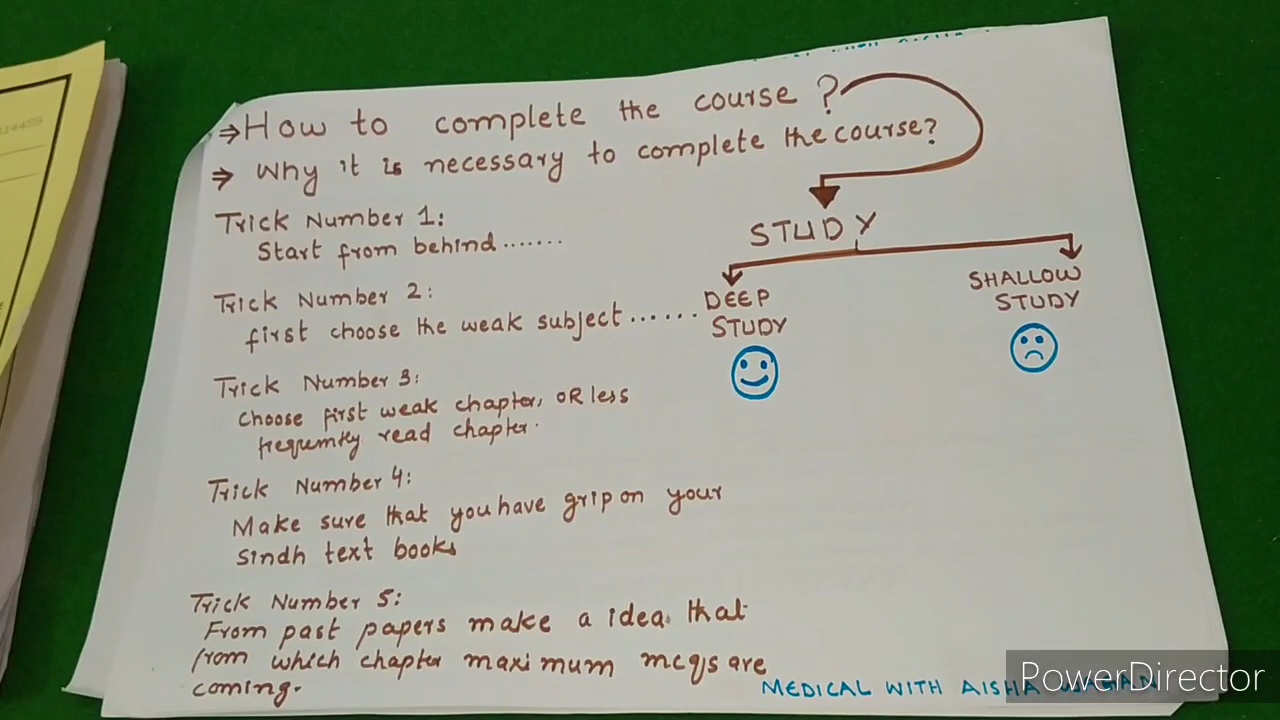 ⇒ How to complete the course ?
⇒ Why it is necessary to complete the course?
Trick Number 1:
Start from behind.......
Trick Number 2:
first choose the weak subject......
Trick Number 3:
Choose first weak chapter, OR less
frequmtly read chapter.
Trick Number 4:
Make sure that you have grip on your
Sindh text books
Trick Number 5:
From past papers make a idea that
from which chapter maximum mcqs are
coming.
STUDY
DEEP
STUDY
SHALLOW
STUDY
MEDICAL WITH AISHA
PowerDirector